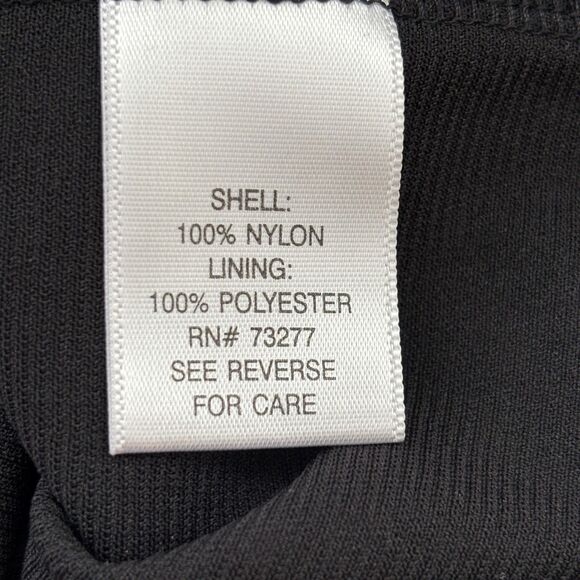 SHELL:
100% NYLON
LINING:
100% POLYESTER
RN# 73277
SEE REVERSE
FOR CARE